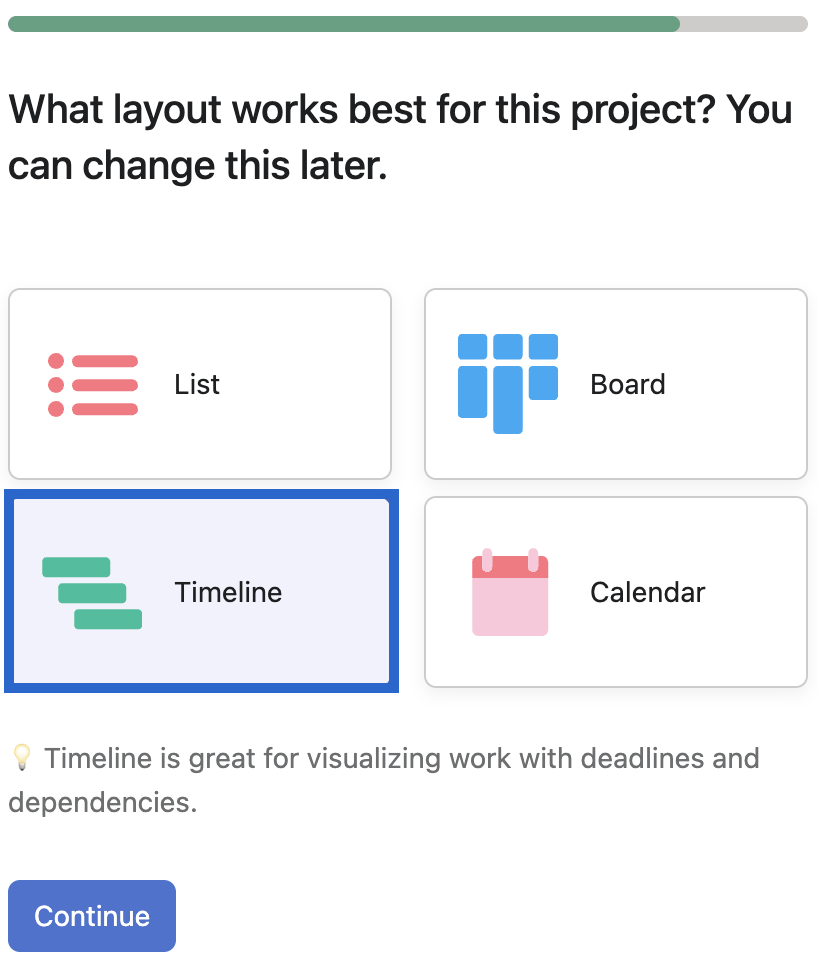 What layout works best for this project? You
can change this later.
List
Board
Timeline
Calendar
💡 Timeline is great for visualizing work with deadlines and
dependencies.
Continue